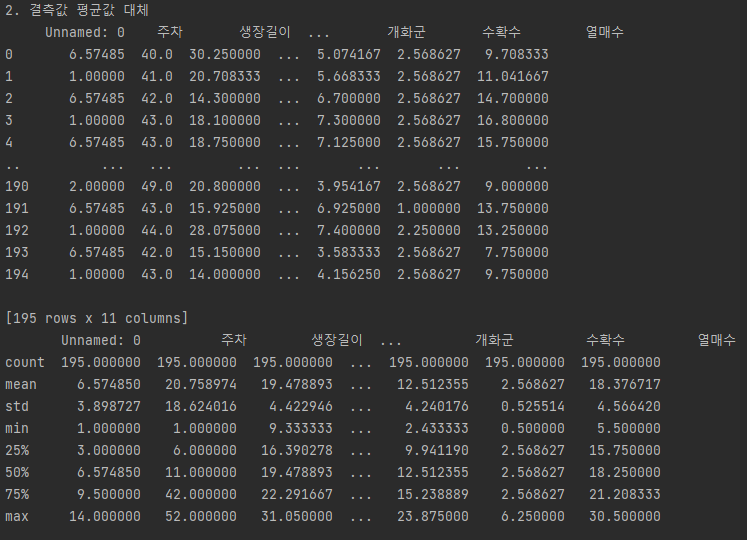 2. 결측값 평균값 대체
Unnamed: 0 주차 생장길이 ... 개화군 수확수 열매수
0 6.57485 40.0 30.250000 ... 5.074167 2.568627 9.708333
1 1.00000 41.0 20.708333 ... 5.668333 2.568627 11.041667
2 6.57485 42.0 14.300000 ... 6.700000 2.568627 14.700000
3 1.00000 43.0 18.100000 ... 7.300000 2.568627 16.800000
4 6.57485 43.0 18.750000 ... 7.125000 2.568627 15.750000
.. ... ... ... ... ... ... ...
190 2.00000 49.0 20.800000 ... 3.954167 2.568627 9.000000
191 6.57485 43.0 15.925000 ... 6.925000 1.000000 13.750000
192 1.00000 44.0 28.075000 ... 7.400000 2.250000 13.250000
193 6.57485 42.0 15.150000 ... 3.583333 2.568627 7.750000
194 1.00000 43.0 14.000000 ... 4.156250 2.568627 9.750000
[195 rows x 11 columns]
Unnamed: 0 주차 생장길이 ... 개화군 수확수 열매수
count 195.000000 195.000000 195.000000 ... 195.000000 195.000000 195.000000
mean 6.574850 20.758974 19.478893 ... 12.512355 2.568627 18.376717
std 3.898727 18.624016 4.422946 ... 4.240176 0.525514 4.566420
min 1.000000 1.000000 9.333333 ... 2.433333 0.500000 5.500000
25% 3.000000 6.000000 16.390278 ... 9.941190 2.568627 15.750000
50% 6.574850 11.000000 19.478893 ... 12.512355 2.568627 18.250000
75% 9.500000 42.000000 22.291667 ... 15.238889 2.568627 21.208333
max 14.000000 52.000000 31.050000 ... 23.875000 6.250000 30.500000